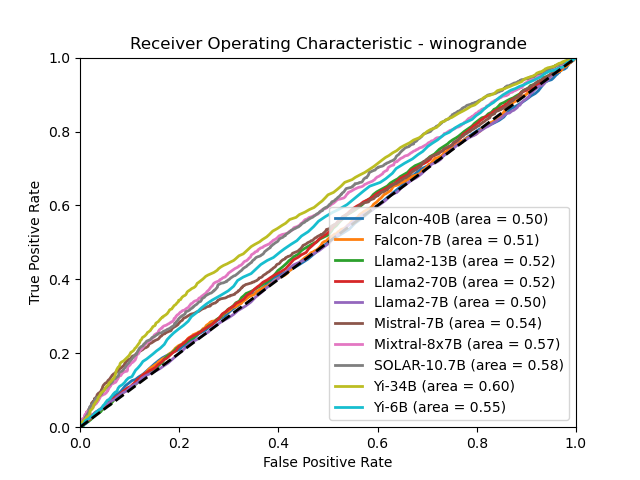 Receiver Operating Characteristic - winogrande
True Positive Rate
1.0
0.8
0.6
0.4
0.2
0.0
Falcon-40B (area = 0.50)
Falcon-7B (area = 0.51)
Llama2-13B (area = 0.52)
Llama2-70B (area = 0.52)
Llama2-7B (area = 0.50)
Mistral-7B (area = 0.54)
Mixtral-8x7B (area = 0.57)
SOLAR-10.7B (area = 0.58)
Yi-34B (area = 0.60)
Yi-6B (area = 0.55)
0.0 0.2 0.4 0.6 0.8 1.0
False Positive Rate